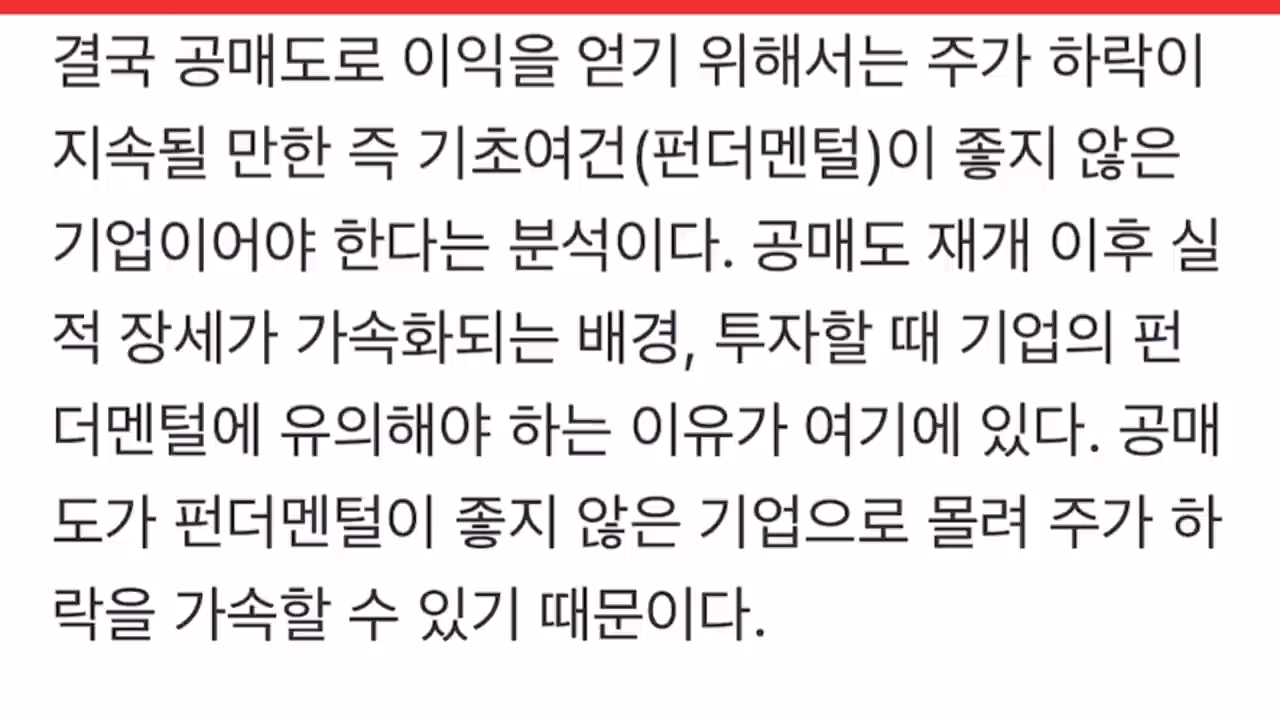 결국 공매도로 이익을 얻기 위해서는 주가 하락이
지속될 만한 즉 기초여건(펀더멘털)이 좋지 않은
기업이어야 한다는 분석이다. 공매도 재개 이후 실
적 장세가 가속화되는 배경, 투자할 때 기업의 펀
더멘털에 유의해야 하는 이유가 여기에 있다. 공매
도가 펀더멘털이 좋지 않은 기업으로 몰려 주가 하
락을 가속할 수 있기 때문이다.